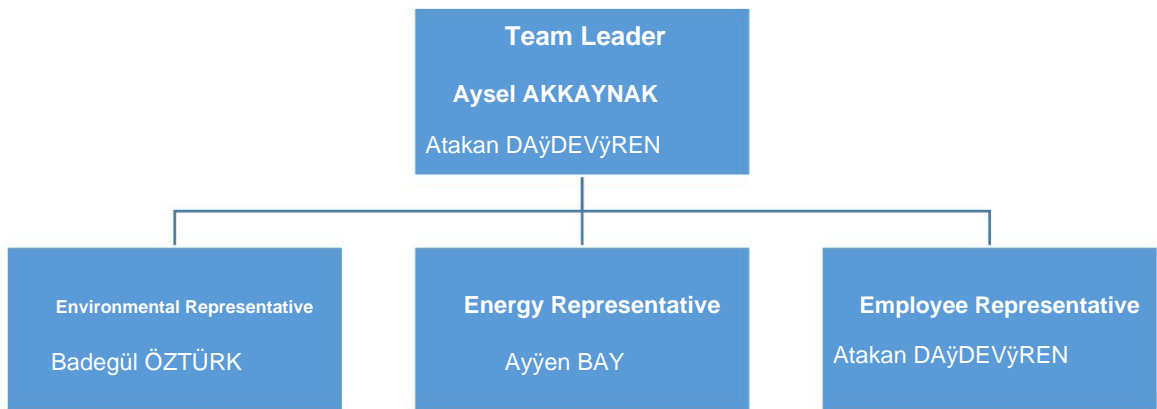 Team Leader
Aysel AKKAYNAK
Atakan DAÿDEVÿREN
Environmental Representative
Badegül ÖZTÜRK
Energy Representative
Ayÿen BAY
Employee Representative
Atakan DAÿDEVÿREN